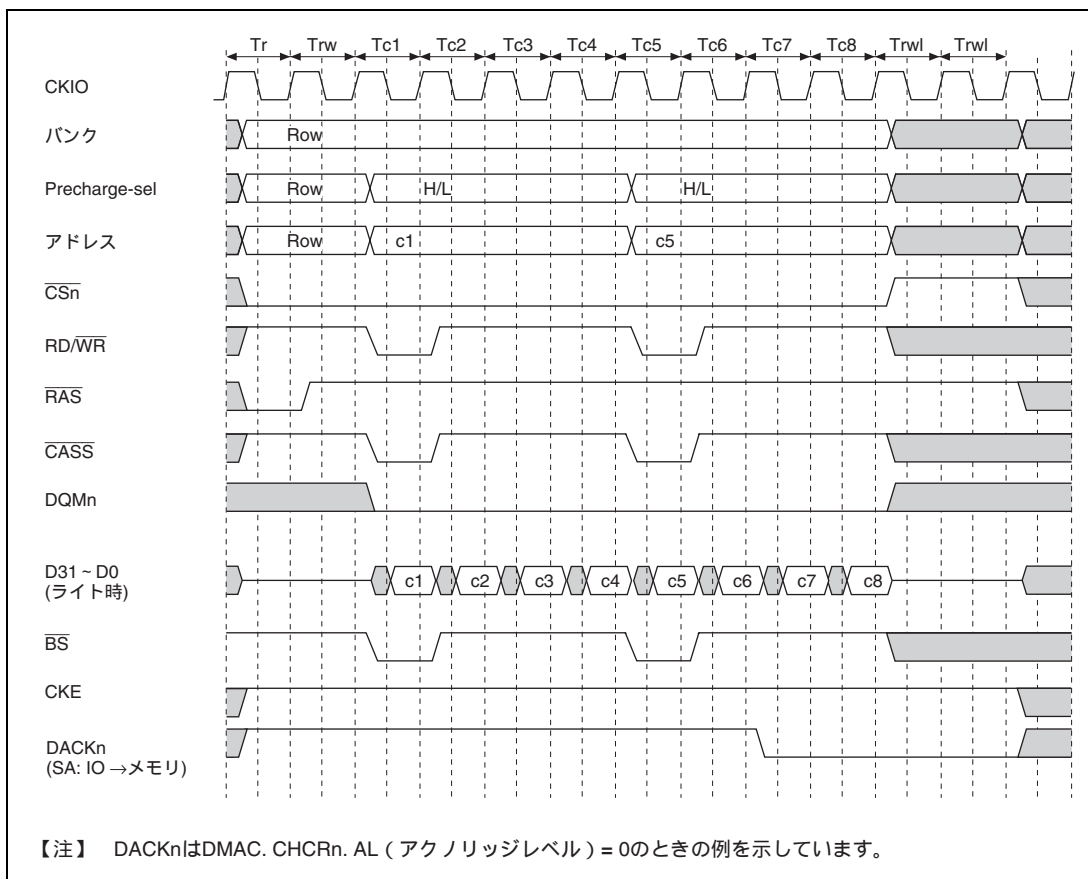 Tr Trw Tc1 Tc2 Tc3 Tc4 Tc5 Tc6 Tc7 Tc8 Trwl Trwl
CKIO
バンク Row
Precharge-sel Row H/L H/L
アドレス Row c1 c5
CSn
RD/WR
RAS
CASS
DQMn
D31~D0 c1 c2 c3 c4 c5 c6 c7 c8
(ライト時)
BS
CKE
DACKn
(SA: IO →メモリ)
【注】 DACKnはDMAC. CHCRn. AL(アクノリッジレベル)= 0のときの例を示しています。